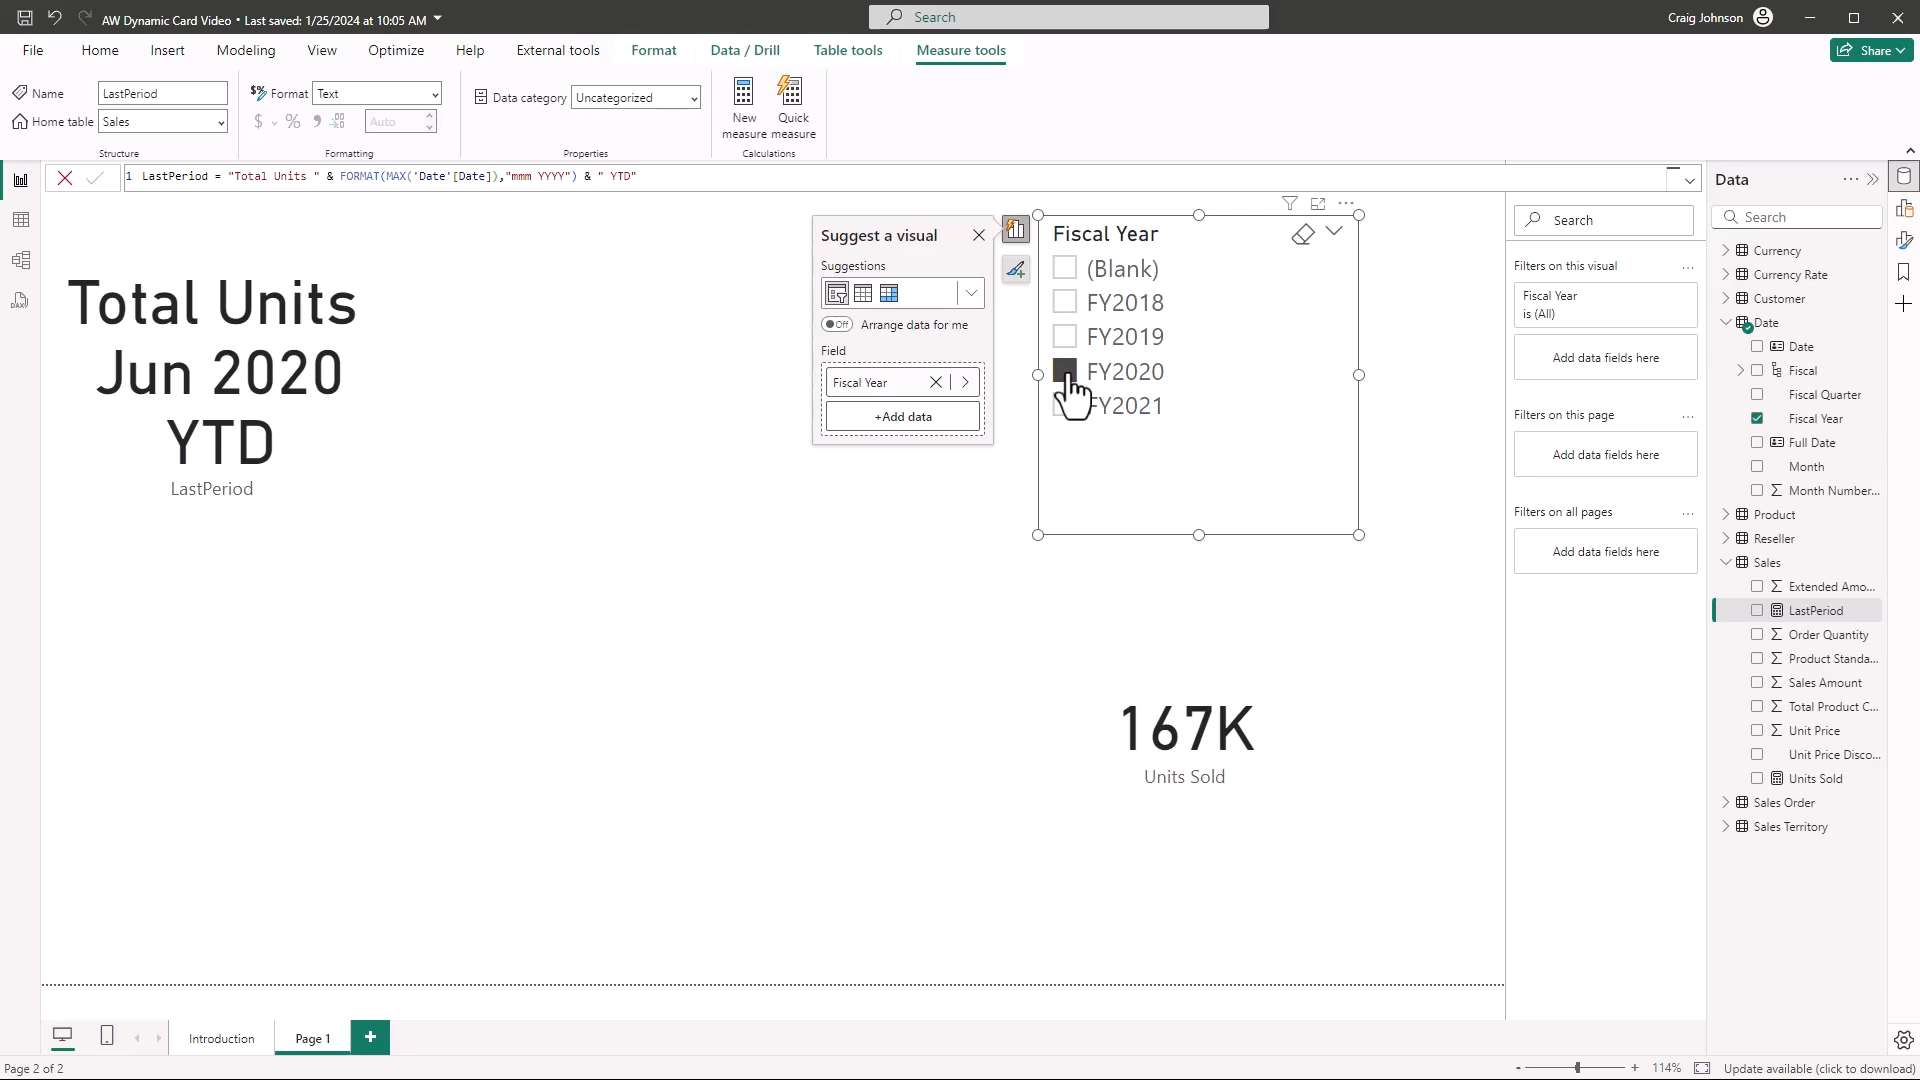 AW Dynamic Card Video • Last saved: 1/25/2024 at 10:05 AM
Search
Craig Johnson
File Home Insert Modeling View Optimize Help External tools Format Data / Drill Table tools Measure tools
Share
Name LastPeriod
Home table Sales
Structure
$% Format Text
$ % 9 .00 Auto
Formatting
Data category Uncategorized
Properties
New measure
Quick measure
Calculations
1 LastPeriod = "Total Units " & FORMAT(MAX('Date'[Date]),"mmm YYYY") & " YTD"
Total Units
Jun 2020
YTD
LastPeriod
Suggest a visual
Suggestions
Off Arrange data for me
Field
Fiscal Year
+Add data
Fiscal Year
(Blank)
FY2018
FY2019
FY2020
FY2021
167K
Units Sold
Search
Filters on this visual
Fiscal Year
is (All)
Add data fields here
Filters on this page
Add data fields here
Filters on all pages
Add data fields here
Data
Search
Currency
Currency Rate
Customer
Date
Date
Fiscal
Fiscal Quarter
Fiscal Year
Full Date
Month
Month Number...
Product
Reseller
Sales
Extended Amo...
LastPeriod
Order Quantity
Product Standa...
Sales Amount
Total Product C...
Unit Price
Unit Price Disco...
Units Sold
Sales Order
Sales Territory
DAX
Introduction
Page 1
+
Page 2 of 2
- + 114%
Update available (click to download)